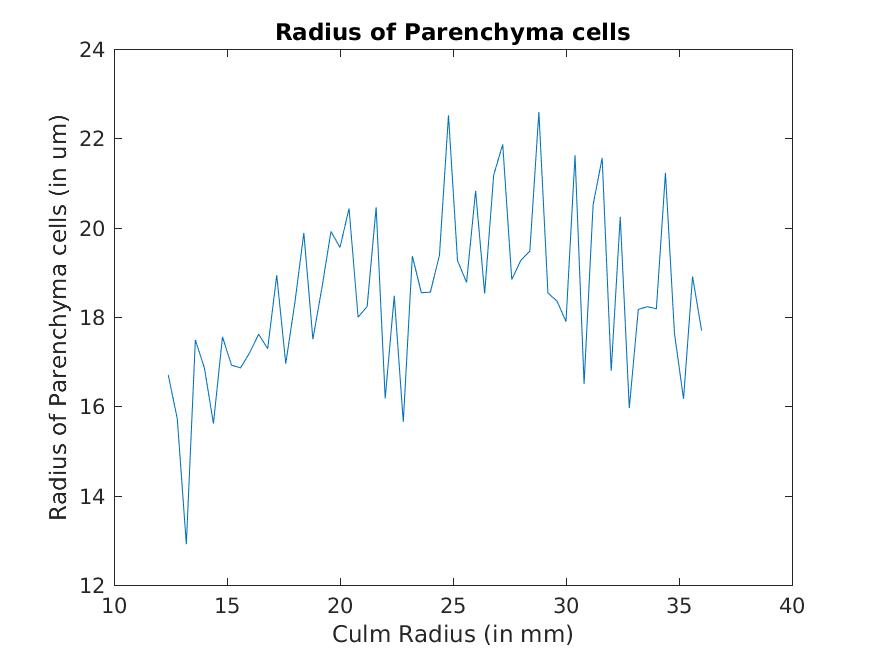 Radius of Parenchyma cells
24
22
20
18
16
14
12
10 15 20 25 30 35 40
Radius of Parenchyma cells (in um)
Culm Radius (in mm)